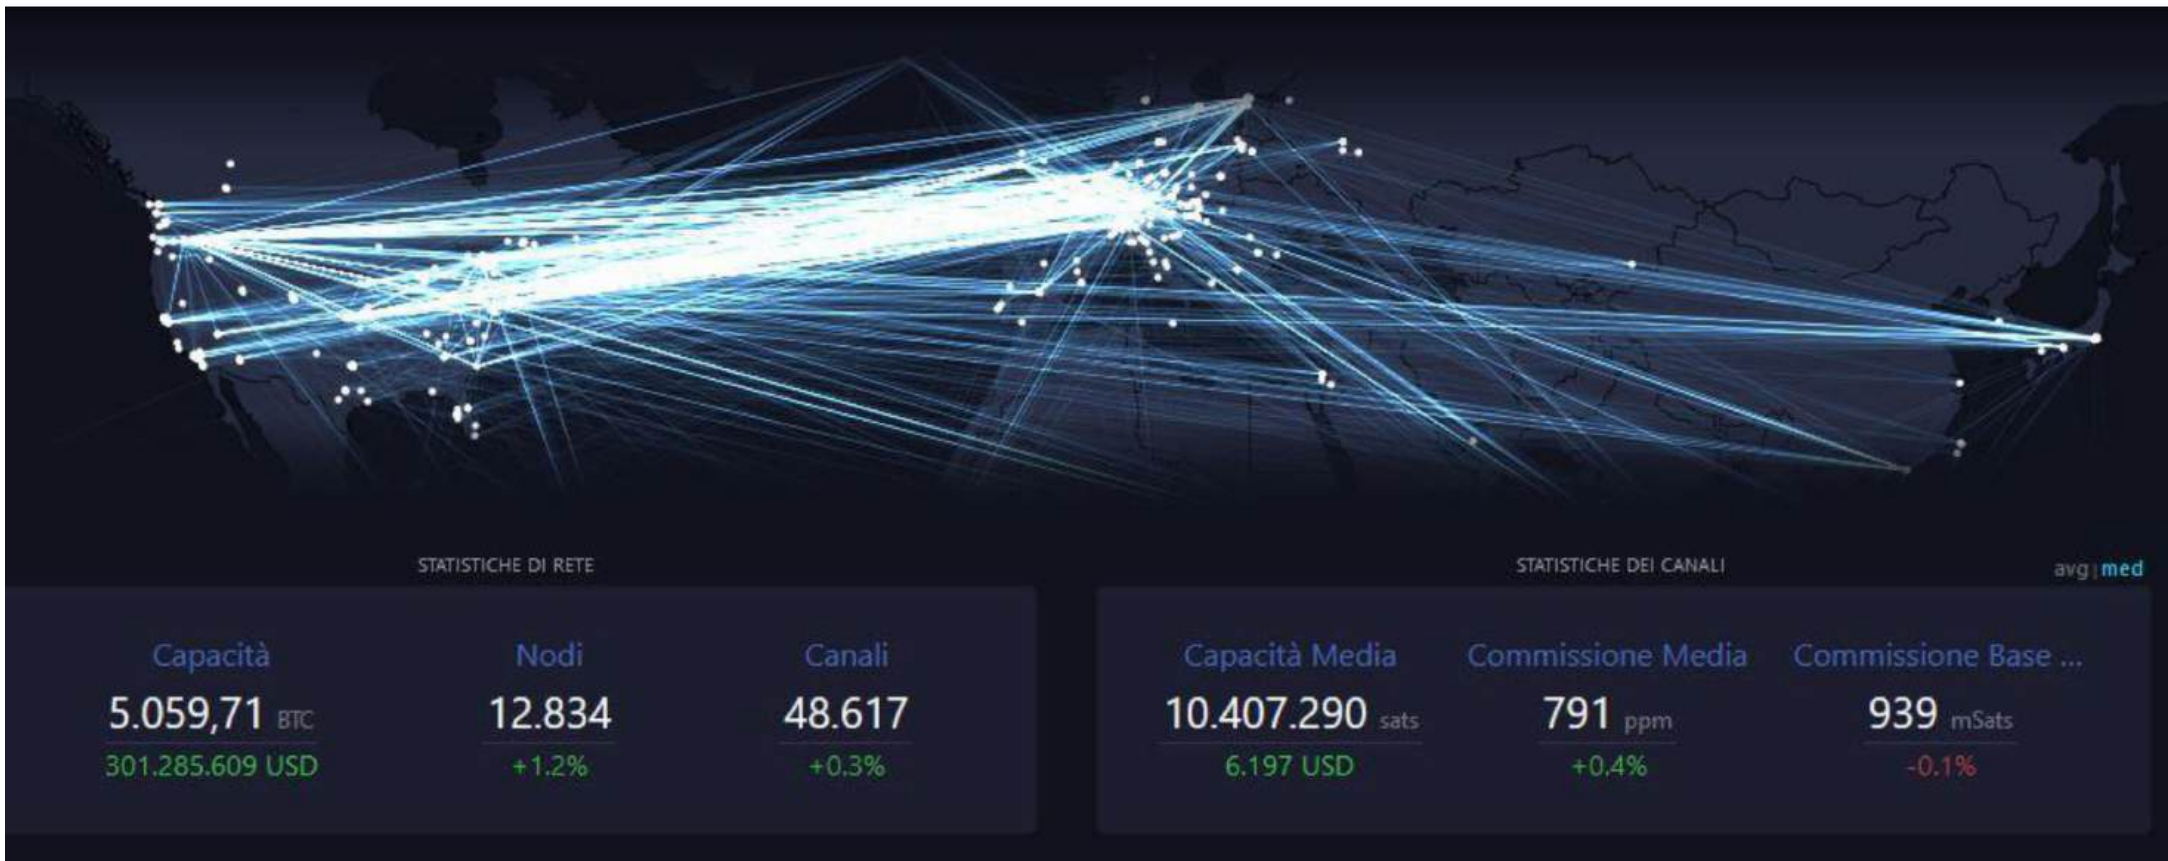 STATISTICHE DI RETE
Capacità
5.059,71 BTC
301.285.609 USD
Nodi
12.834
+1.2%
Canali
48.617
+0.3%
STATISTICHE DEI CANALI
avg | med
Capacità Media
10.407.290 sats
6.197 USD
Commissione Media
791 ppm
+0.4%
Commissione Base ...
939 mSats
-0.1%